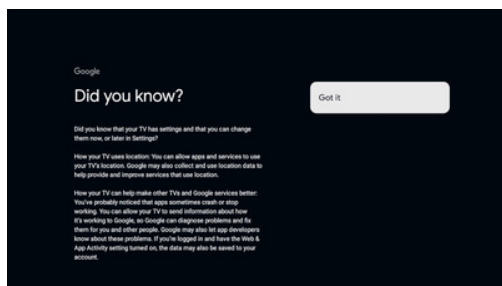 Google
Did you know?
Got it
Did you know that your TV has settings and that you can change
them now, or later in Settings?
How your TV uses location: You can allow apps and services to use
your TV's location. Google may also collect and use location data to
help provide and improve services that use location.
How your TV can help make other TVs and Google services better:
You've probably noticed that apps sometimes crash or stop
working. You can allow your TV to send information about how
it's working to Google, so Google can diagnose problems and fix
them for you and other people. Google may also let app developers
know about these problems. If you're logged in and have the Web &
App Activity setting turned on, the data may also be saved to your
account.